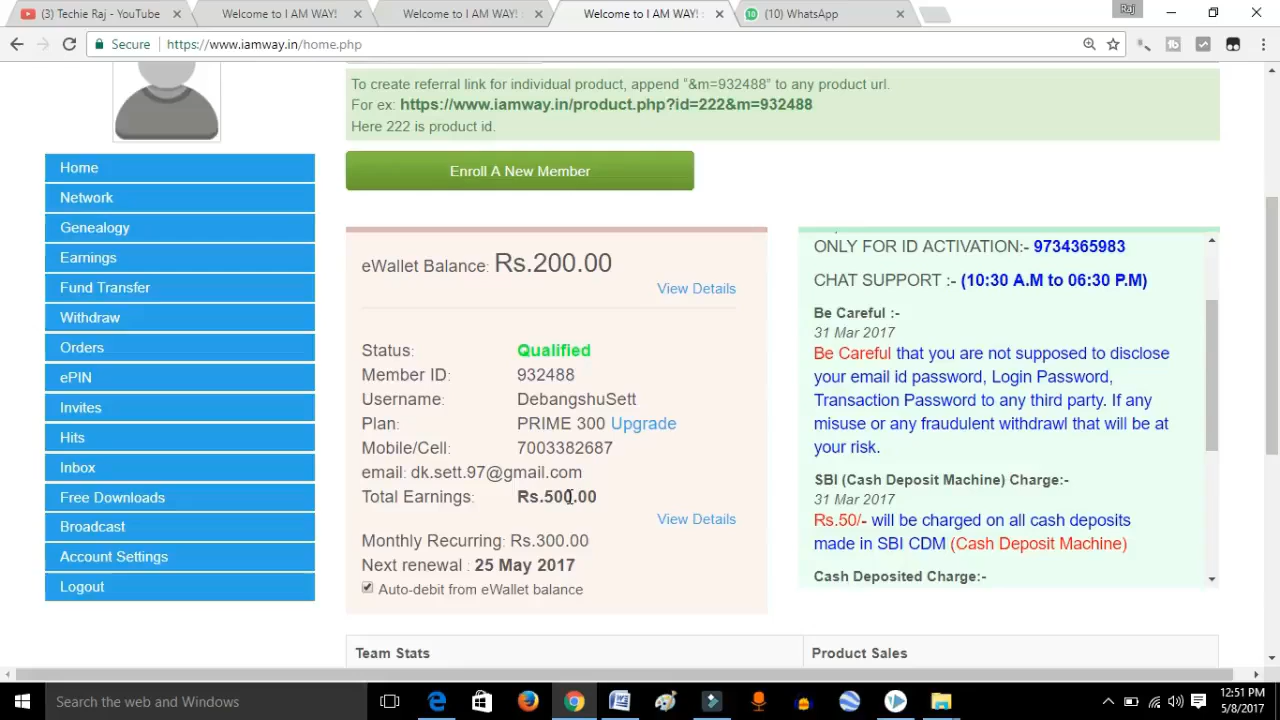 (3) Techie Raj - YouTube
Welcome to I AM WAY!
Welcome to I AM WAY!
Welcome to I AM WAY!
(10) WhatsApp
Raj
Secure
https://www.iamway.in/home.php
To create referral link for individual product, append "&m=932488" to any product url.
For ex: https://www.iamway.in/product.php?id=222&m=932488
Here 222 is product id.
Enroll A New Member
Home
Network
Genealogy
Earnings
Fund Transfer
Withdraw
Orders
ePIN
Invites
Hits
Inbox
Free Downloads
Broadcast
Account Settings
Logout
eWallet Balance: Rs.200.00
View Details
Status: Qualified
Member ID: 932488
Username: DebangshuSett
Plan: PRIME 300 Upgrade
Mobile/Cell: 7003382687
email: dk.sett.97@gmail.com
Total Earnings: Rs.500.00
View Details
Monthly Recurring: Rs.300.00
Next renewal : 25 May 2017
Auto-debit from eWallet balance
ONLY FOR ID ACTIVATION:- 9734365983
CHAT SUPPORT :- (10:30 A.M to 06:30 P.M)
Be Careful :-
31 Mar 2017
Be Careful that you are not supposed to disclose
your email id password, Login Password,
Transaction Password to any third party. If any
misuse or any fraudulent withdrawl that will be at
your risk.
SBI (Cash Deposit Machine) Charge:-
31 Mar 2017
Rs.50/- will be charged on all cash deposits
made in SBI CDM (Cash Deposit Machine)
Cash Deposited Charge:-
Team Stats
Product Sales
Search the web and Windows
12:51 PM
5/8/2017